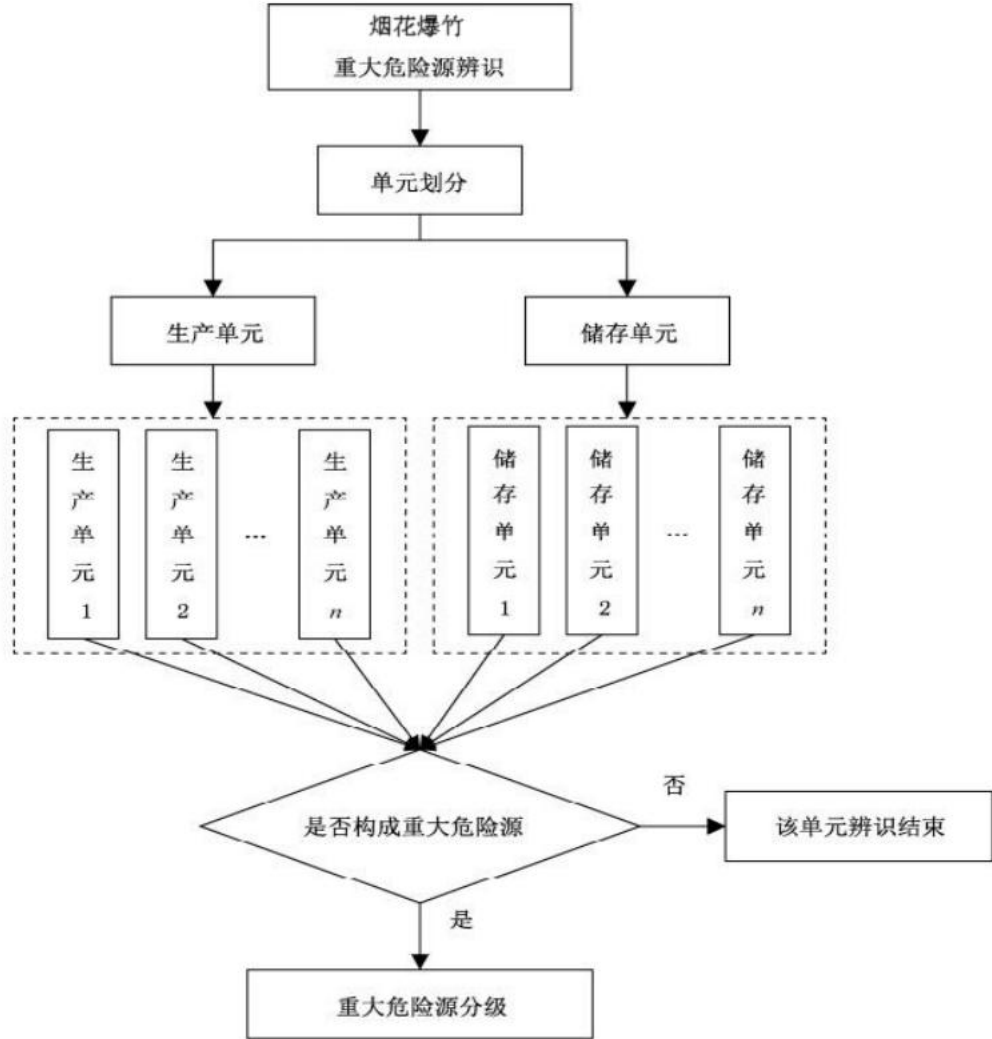 烟花爆竹
重大危险源辨识
单元划分
生产单元
储存单元
生产单元1
生产单元2
...
生产单元n
储存单元1
储存单元2
...
储存单元n
是否构成重大危险源
否
该单元辨识结束
是
重大危险源分级